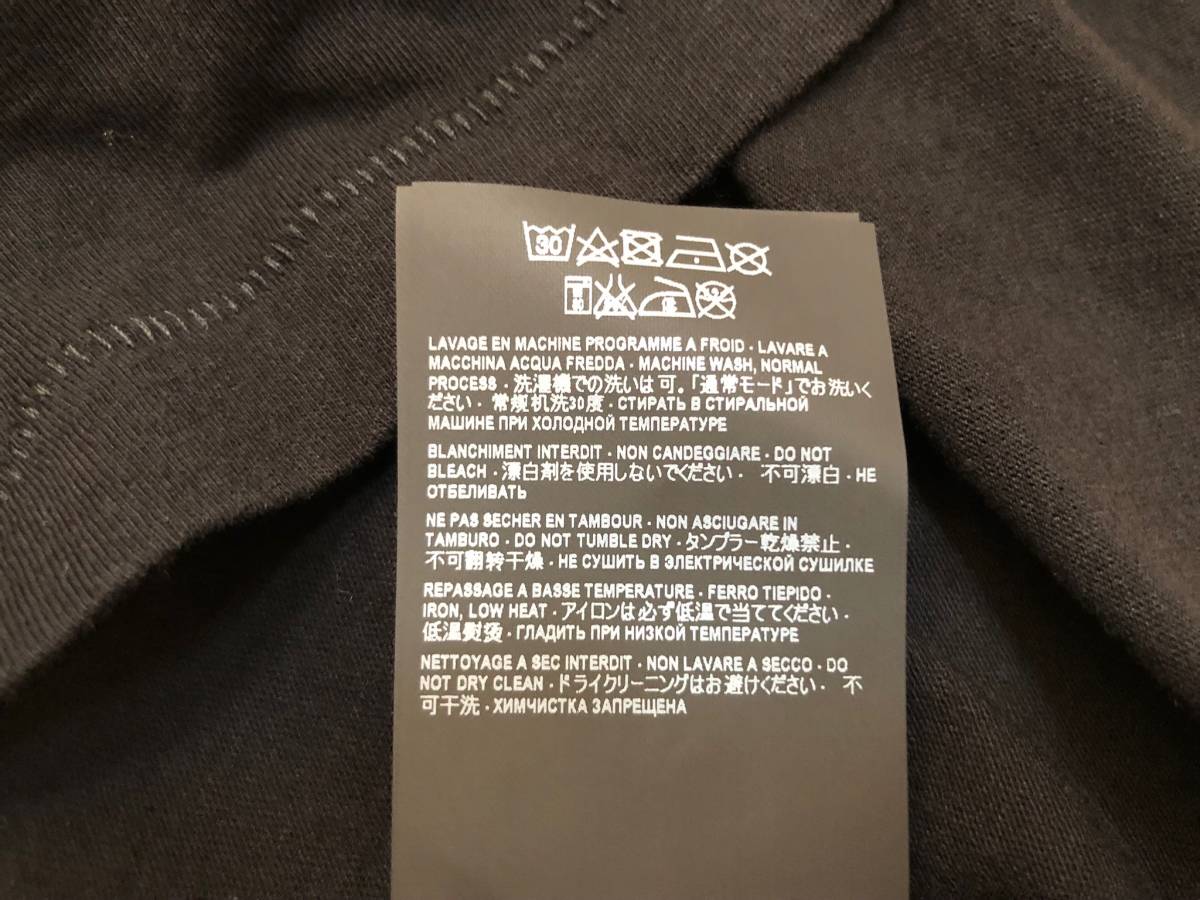 30
LAVAGE EN MACHINE PROGRAMME A FROID · LAVARE A
MACCHINA ACQUA FREDDA · MACHINE WASH, NORMAL
PROCESS · 洗濯機での洗いは可。「通常モード」でお洗いく
ださい · 常规机洗30度 · СТИРАТЬ В СТИРАЛЬНОЙ
МАШИНЕ ПРИ ХОЛОДНОЙ ТЕМПЕРАТУРЕ
BLANCHIMENT INTERDIT · NON CANDEGGIARE · DO NOT
BLEACH · 漂白剤を使用しないでください · 不可漂白 · НЕ
ОТБЕЛИВАТЬ
NE PAS SECHER EN TAMBOUR · NON ASCIUGARE IN
TAMBURO · DO NOT TUMBLE DRY · タンブラー乾燥禁止 ·
不可翻转干燥 · НЕ СУШИТЬ В ЭЛЕКТРИЧЕСКОЙ СУШИЛКЕ
REPASSAGE A BASSE TEMPERATURE · FERRO TIEPIDO ·
IRON, LOW HEAT · アイロンは必ず低温で当ててください ·
低温熨烫 · ГЛАДИТЬ ПРИ НИЗКОЙ ТЕМПЕРАТУРЕ
NETTOYAGE A SEC INTERDIT · NON LAVARE A SECCO · DO
NOT DRY CLEAN · ドライクリーニングはお避けください · 不
可干洗 · ХИМЧИСТКА ЗАПРЕЩЕНА